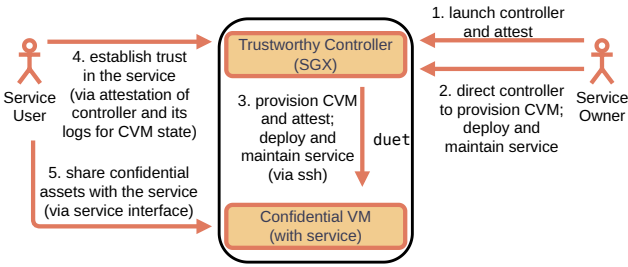 1. launch controller
and attest
Trustworthy Controller
(SGX)
4. establish trust
in the service
(via attestation of
controller and its
logs for CVM state)
Service
User
2. direct controller
to provision CVM;
deploy and
maintain service
Service
Owner
3. provision CVM
and attest;
deploy and
maintain service
(via ssh)
duet
5. share confidential
assets with the service
(via service interface)
Confidential VM
(with service)